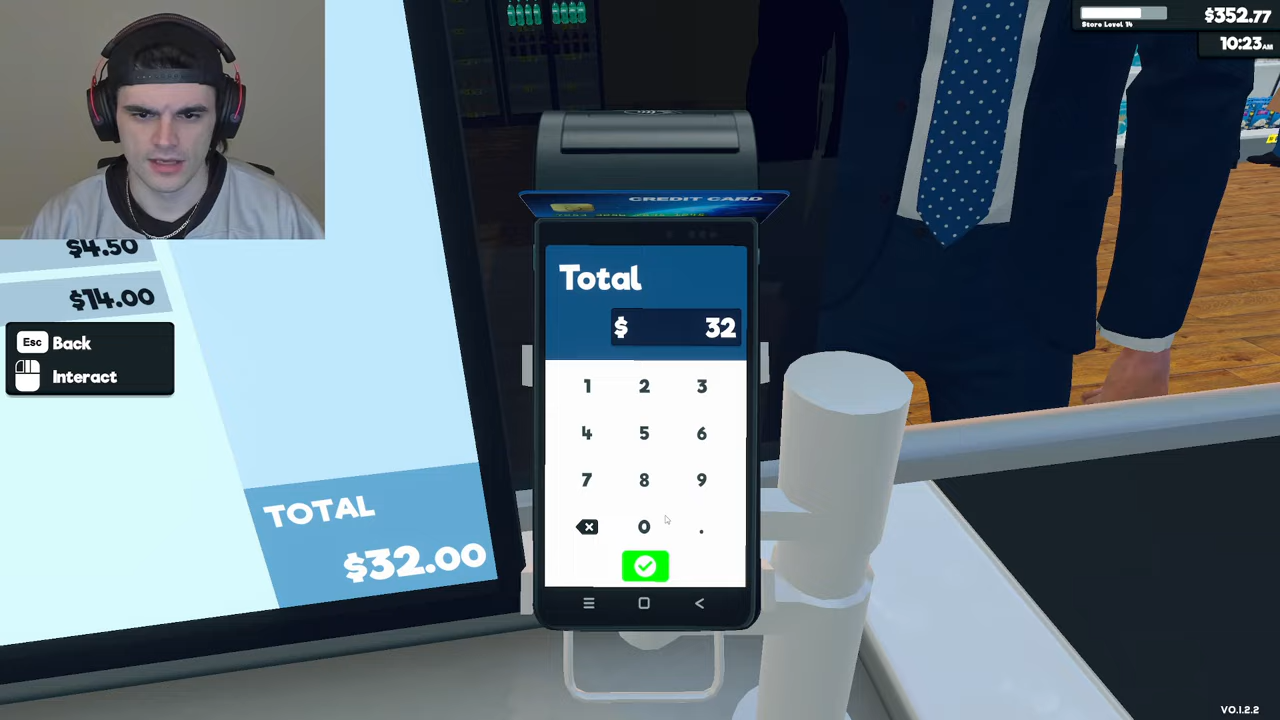 $352.77
Store Level 14
10:23AM
CREDIT CARD
$4.50
$14.00
Esc Back
Interact
Total
$ 32
1 2 3
4 5 6
7 8 9
0 .
TOTAL
$32.00
V0.1.2.2